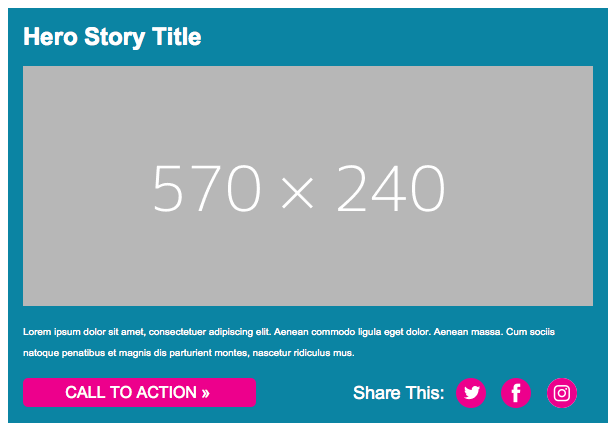 Hero Story Title
570 × 240
Lorem ipsum dolor sit amet, consectetuer adipiscing elit. Aenean commodo ligula eget dolor. Aenean massa. Cum sociis
natoque penatibus et magnis dis parturient montes, nascetur ridiculus mus.
CALL TO ACTION » Share This: